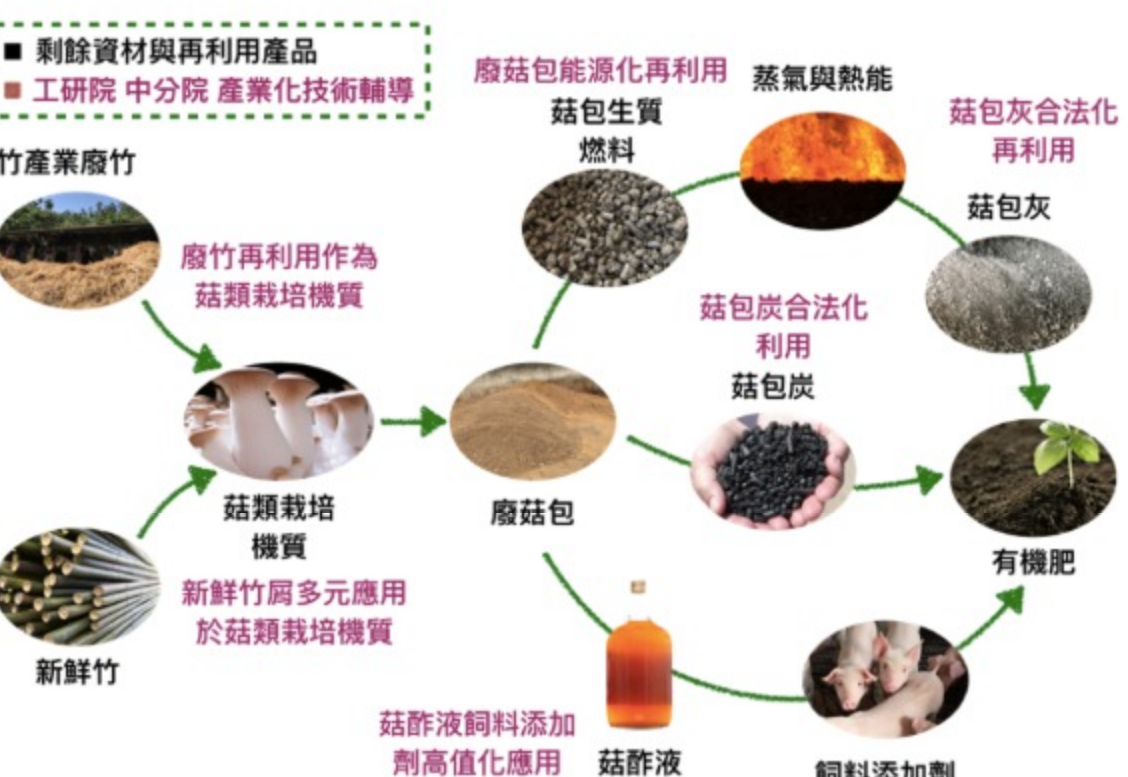 剩餘資材與再利用產品
工研院 中分院 產業化技術輔導
竹產業廢竹
廢竹再利用作為
菇類栽培機質
菇類栽培
機質
新鮮竹屑多元應用
於菇類栽培機質
新鮮竹
廢菇包能源化再利用
菇包生質
燃料
蒸氣與熱能
菇包灰合法化
再利用
菇包灰
菇包炭合法化
利用
菇包炭
廢菇包
有機肥
菇酢液飼料添加
劑高值化應用
菇酢液
飼料添加劑